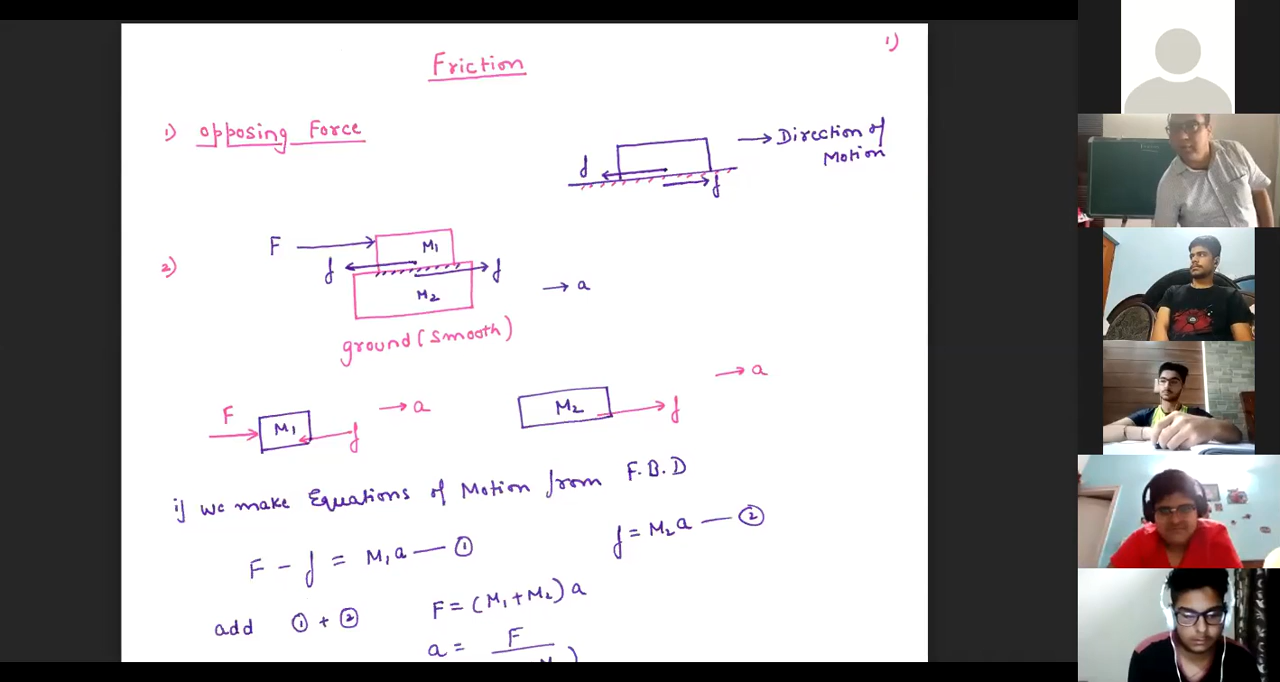 1)
Friction
1) opposing Force
→ Direction of
Motion
f
f
F
M1
2)
f
f
M2
→ a
ground (smooth)
→ a
F
→ a
M1
f
M2
f
if we make Equations of Motion from F.B.D
F - f = M1a — ①
f = M2a — ②
add ① + ②
F = (M1+M2) a
a = F